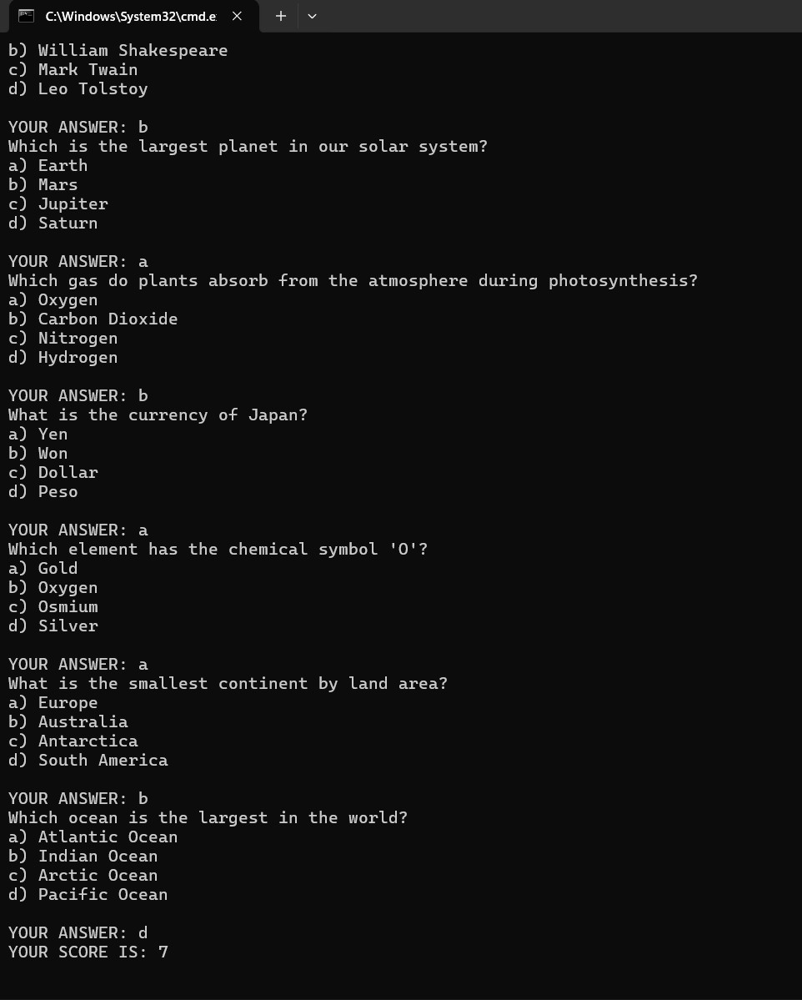 C:\Windows\System32\cmd.e
b) William Shakespeare
c) Mark Twain
d) Leo Tolstoy
YOUR ANSWER: b
Which is the largest planet in our solar system?
a) Earth
b) Mars
c) Jupiter
d) Saturn
YOUR ANSWER: a
Which gas do plants absorb from the atmosphere during photosynthesis?
a) Oxygen
b) Carbon Dioxide
c) Nitrogen
d) Hydrogen
YOUR ANSWER: b
What is the currency of Japan?
a) Yen
b) Won
c) Dollar
d) Peso
YOUR ANSWER: a
Which element has the chemical symbol 'O'?
a) Gold
b) Oxygen
c) Osmium
d) Silver
YOUR ANSWER: a
What is the smallest continent by land area?
a) Europe
b) Australia
c) Antarctica
d) South America
YOUR ANSWER: b
Which ocean is the largest in the world?
a) Atlantic Ocean
b) Indian Ocean
c) Arctic Ocean
d) Pacific Ocean
YOUR ANSWER: d
YOUR SCORE IS: 7